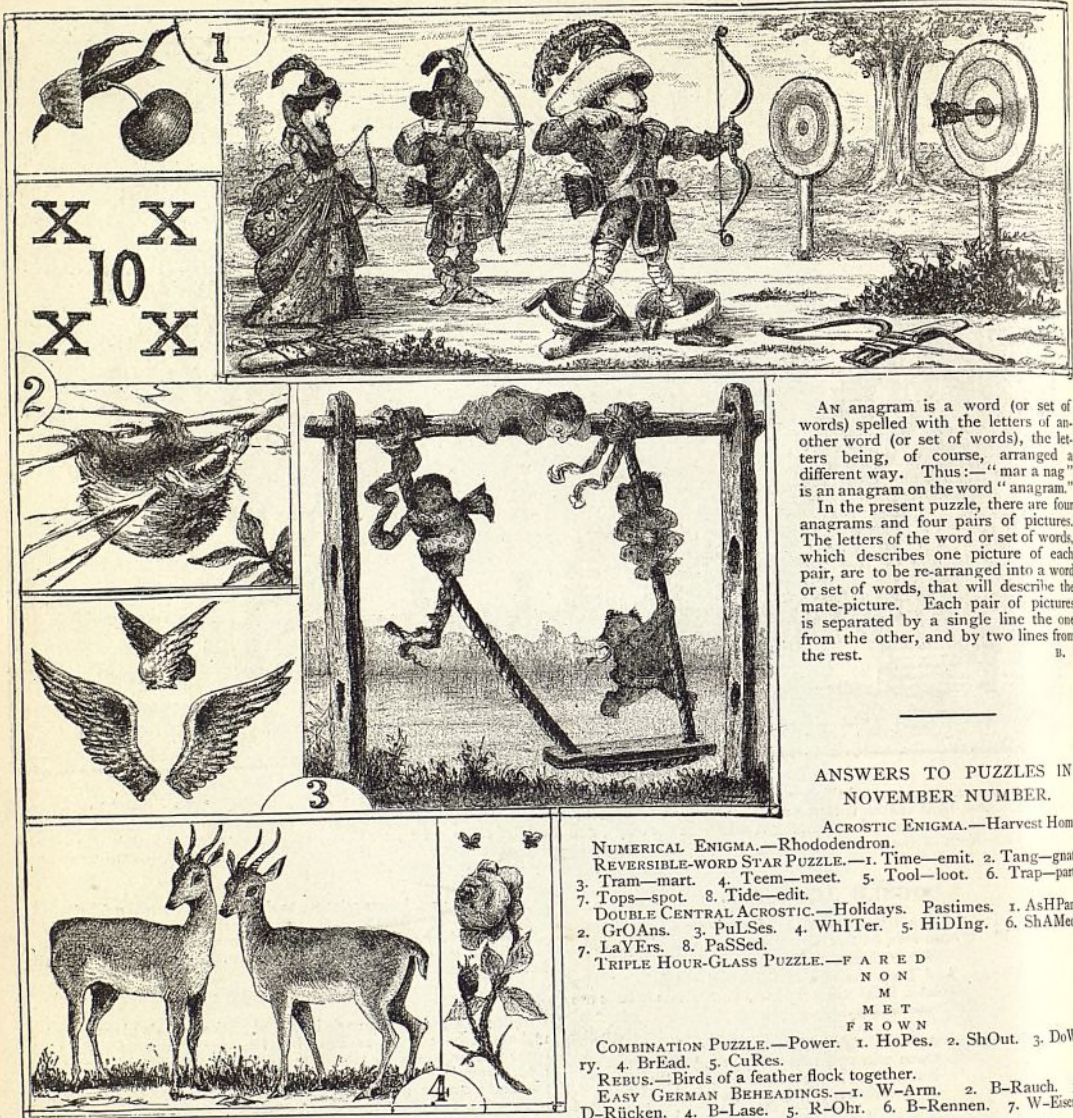 1
X X
10
X X
2
3
4
AN anagram is a word (or set of
words) spelled with the letters of an-
other word (or set of words), the let-
ters being, of course, arranged a
different way. Thus:—“mar a nag”
is an anagram on the word “anagram.”
In the present puzzle, there are four
anagrams and four pairs of pictures.
The letters of the word or set of words,
which describes one picture of each
pair, are to be re-arranged into a word
or set of words, that will describe the
mate-picture. Each pair of pictures
is separated by a single line the one
from the other, and by two lines from
the rest. B.
ANSWERS TO PUZZLES IN
NOVEMBER NUMBER.
ACROSTIC ENIGMA.—Harvest Hom
NUMERICAL ENIGMA.—Rhododendron.
REVERSIBLE-WORD STAR PUZZLE.—1. Time—emit. 2. Tang—gnat
3. Tram—mart. 4. Teem—meet. 5. Tool—loot. 6. Trap—part
7. Tops—spot. 8. Tide—edit.
DOUBLE CENTRAL ACROSTIC.—Holidays. Pastimes. 1. AsHPan
2. GrOAns. 3. PuLSes. 4. WhITer. 5. HiDIng. 6. ShAMed
7. LaYErs. 8. PaSSed.
TRIPLE HOUR-GLASS PUZZLE.—F A R E D
N O N
M
M E T
F R O W N
COMBINATION PUZZLE.—Power. 1. HoPes. 2. ShOut. 3. DoW
ry. 4. BrEad. 5. CuRes.
REBUS.—Birds of a feather flock together.
EASY GERMAN BEHEADINGS.—1. W-Arm. 2. B-Rauch.
D-Rücken. 4. B-Lase. 5. R-Ohr. 6. B-Rennen. 7. W-Eisen